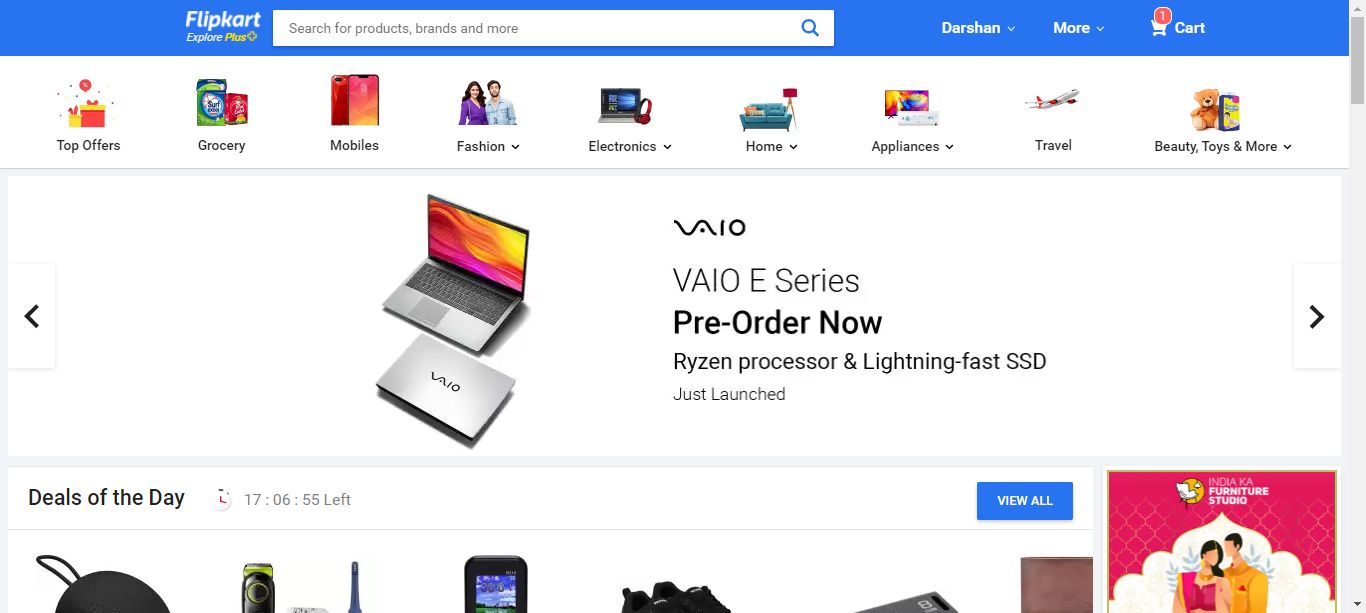 Flipkart
Explore Plus
Search for products, brands and more
Darshan
More
1
Cart
Top Offers
Grocery
Mobiles
Fashion
Electronics
Home
Appliances
Travel
Beauty, Toys & More
VAIO
VAIO E Series
Pre-Order Now
Ryzen processor & Lightning-fast SSD
Just Launched
VAIO
Deals of the Day
17 : 06 : 55 Left
VIEW ALL
INDIA KA
FURNITURE
STUDIO